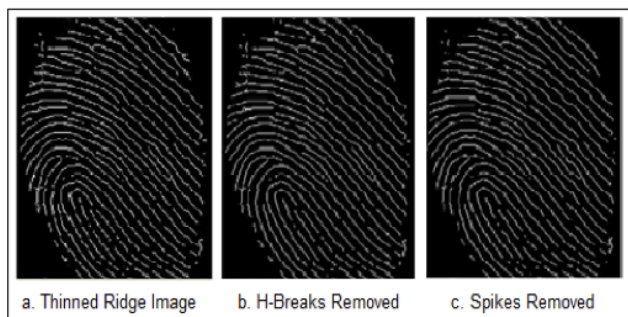 a. Thinned Ridge Image
b. H-Breaks Removed
c. Spikes Removed